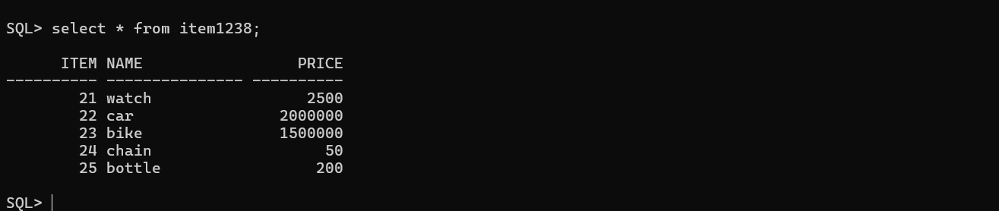 SQL> select * from item1238;
      ITEM NAME                 PRICE
---------- --------------- ----------
        21 watch                 2500
        22 car                2000000
        23 bike               1500000
        24 chain                   50
        25 bottle                 200
SQL>